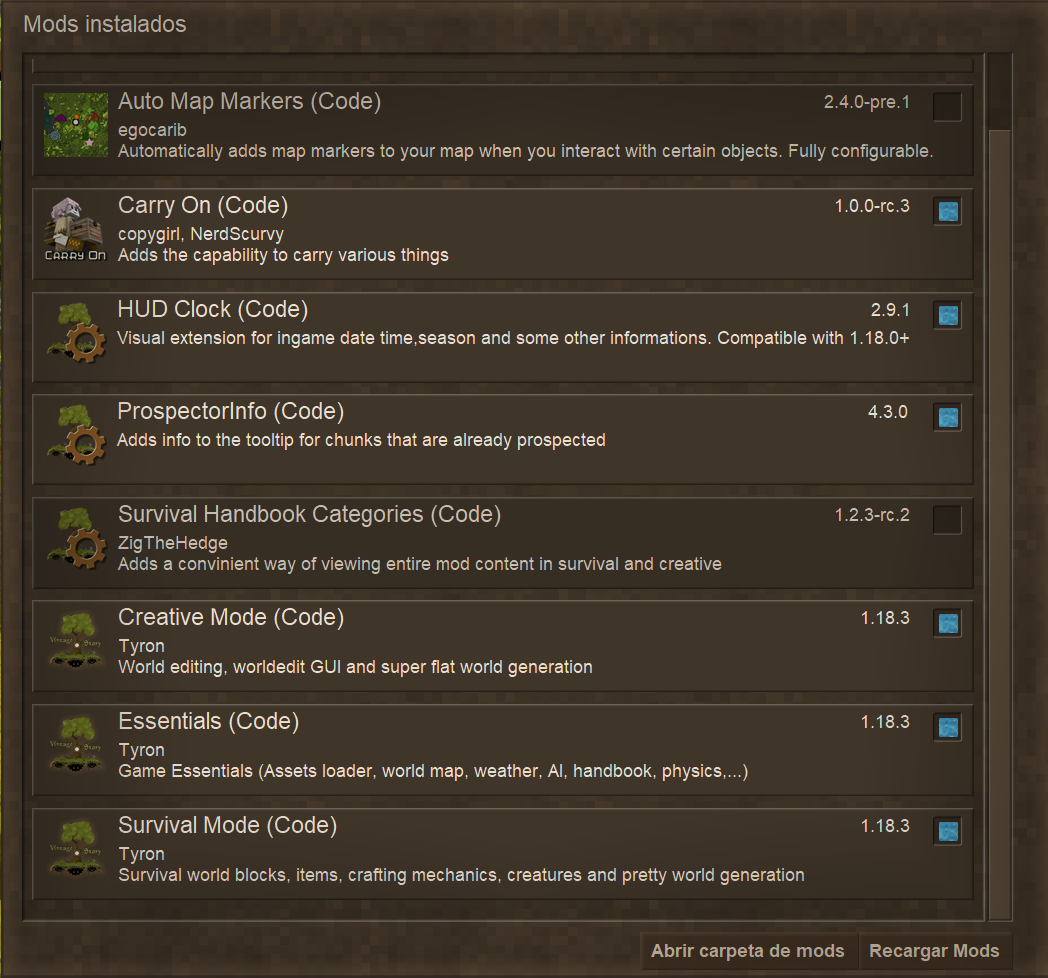 Mods instalados
Auto Map Markers (Code) 2.4.0-pre.1
egocarib
Automatically adds map markers to your map when you interact with certain objects. Fully configurable.
Carry On (Code) 1.0.0-rc.3
copygirl, NerdScurvy
CARRY ON Adds the capability to carry various things
HUD Clock (Code) 2.9.1
Visual extension for ingame date time,season and some other informations. Compatible with 1.18.0+
ProspectorInfo (Code) 4.3.0
Adds info to the tooltip for chunks that are already prospected
Survival Handbook Categories (Code) 1.2.3-rc.2
ZigTheHedge
Adds a convinient way of viewing entire mod content in survival and creative
Creative Mode (Code) 1.18.3
Vintage Story Tyron
World editing, worldedit GUI and super flat world generation
Essentials (Code) 1.18.3
Vintage Story Tyron
Game Essentials (Assets loader, world map, weather, AI, handbook, physics,...)
Survival Mode (Code) 1.18.3
Vintage Story Tyron
Survival world blocks, items, crafting mechanics, creatures and pretty world generation
Abrir carpeta de mods Recargar Mods